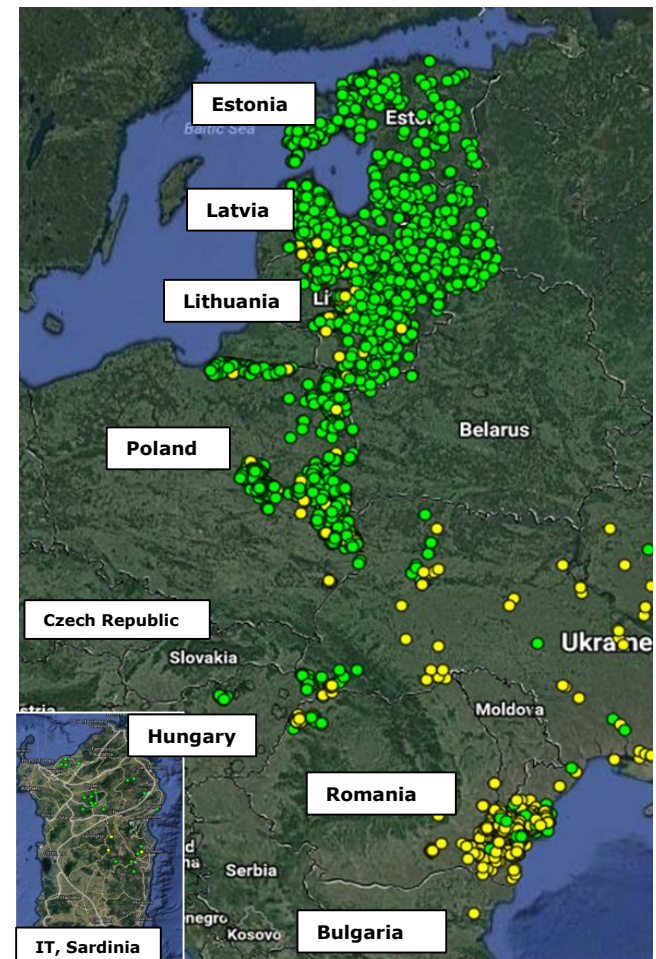 Estonia
Baltic Sea
Latvia
Lithuania
Li
Belarus
Poland
Czech Republic
Slovakia
Ukraine
Moldova
Hungary
Romania
Serbia
Kosovo
Bulgaria
IT, Sardinia